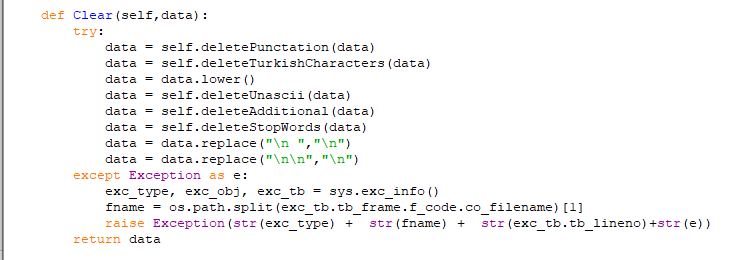 def Clear(self,data):
try:
data = self.deletePunctation(data)
data = self.deleteTurkishCharacters(data)
data = data.lower()
data = self.deleteUnascii(data)
data = self.deleteAdditional(data)
data = self.deleteStopWords(data)
data = data.replace("\n ","\n")
data = data.replace("\n\n","\n")
except Exception as e:
exc_type, exc_obj, exc_tb = sys.exc_info()
fname = os.path.split(exc_tb.tb_frame.f_code.co_filename)[1]
raise Exception(str(exc_type) +  str(fname) +  str(exc_tb.tb_lineno)+str(e))
return data